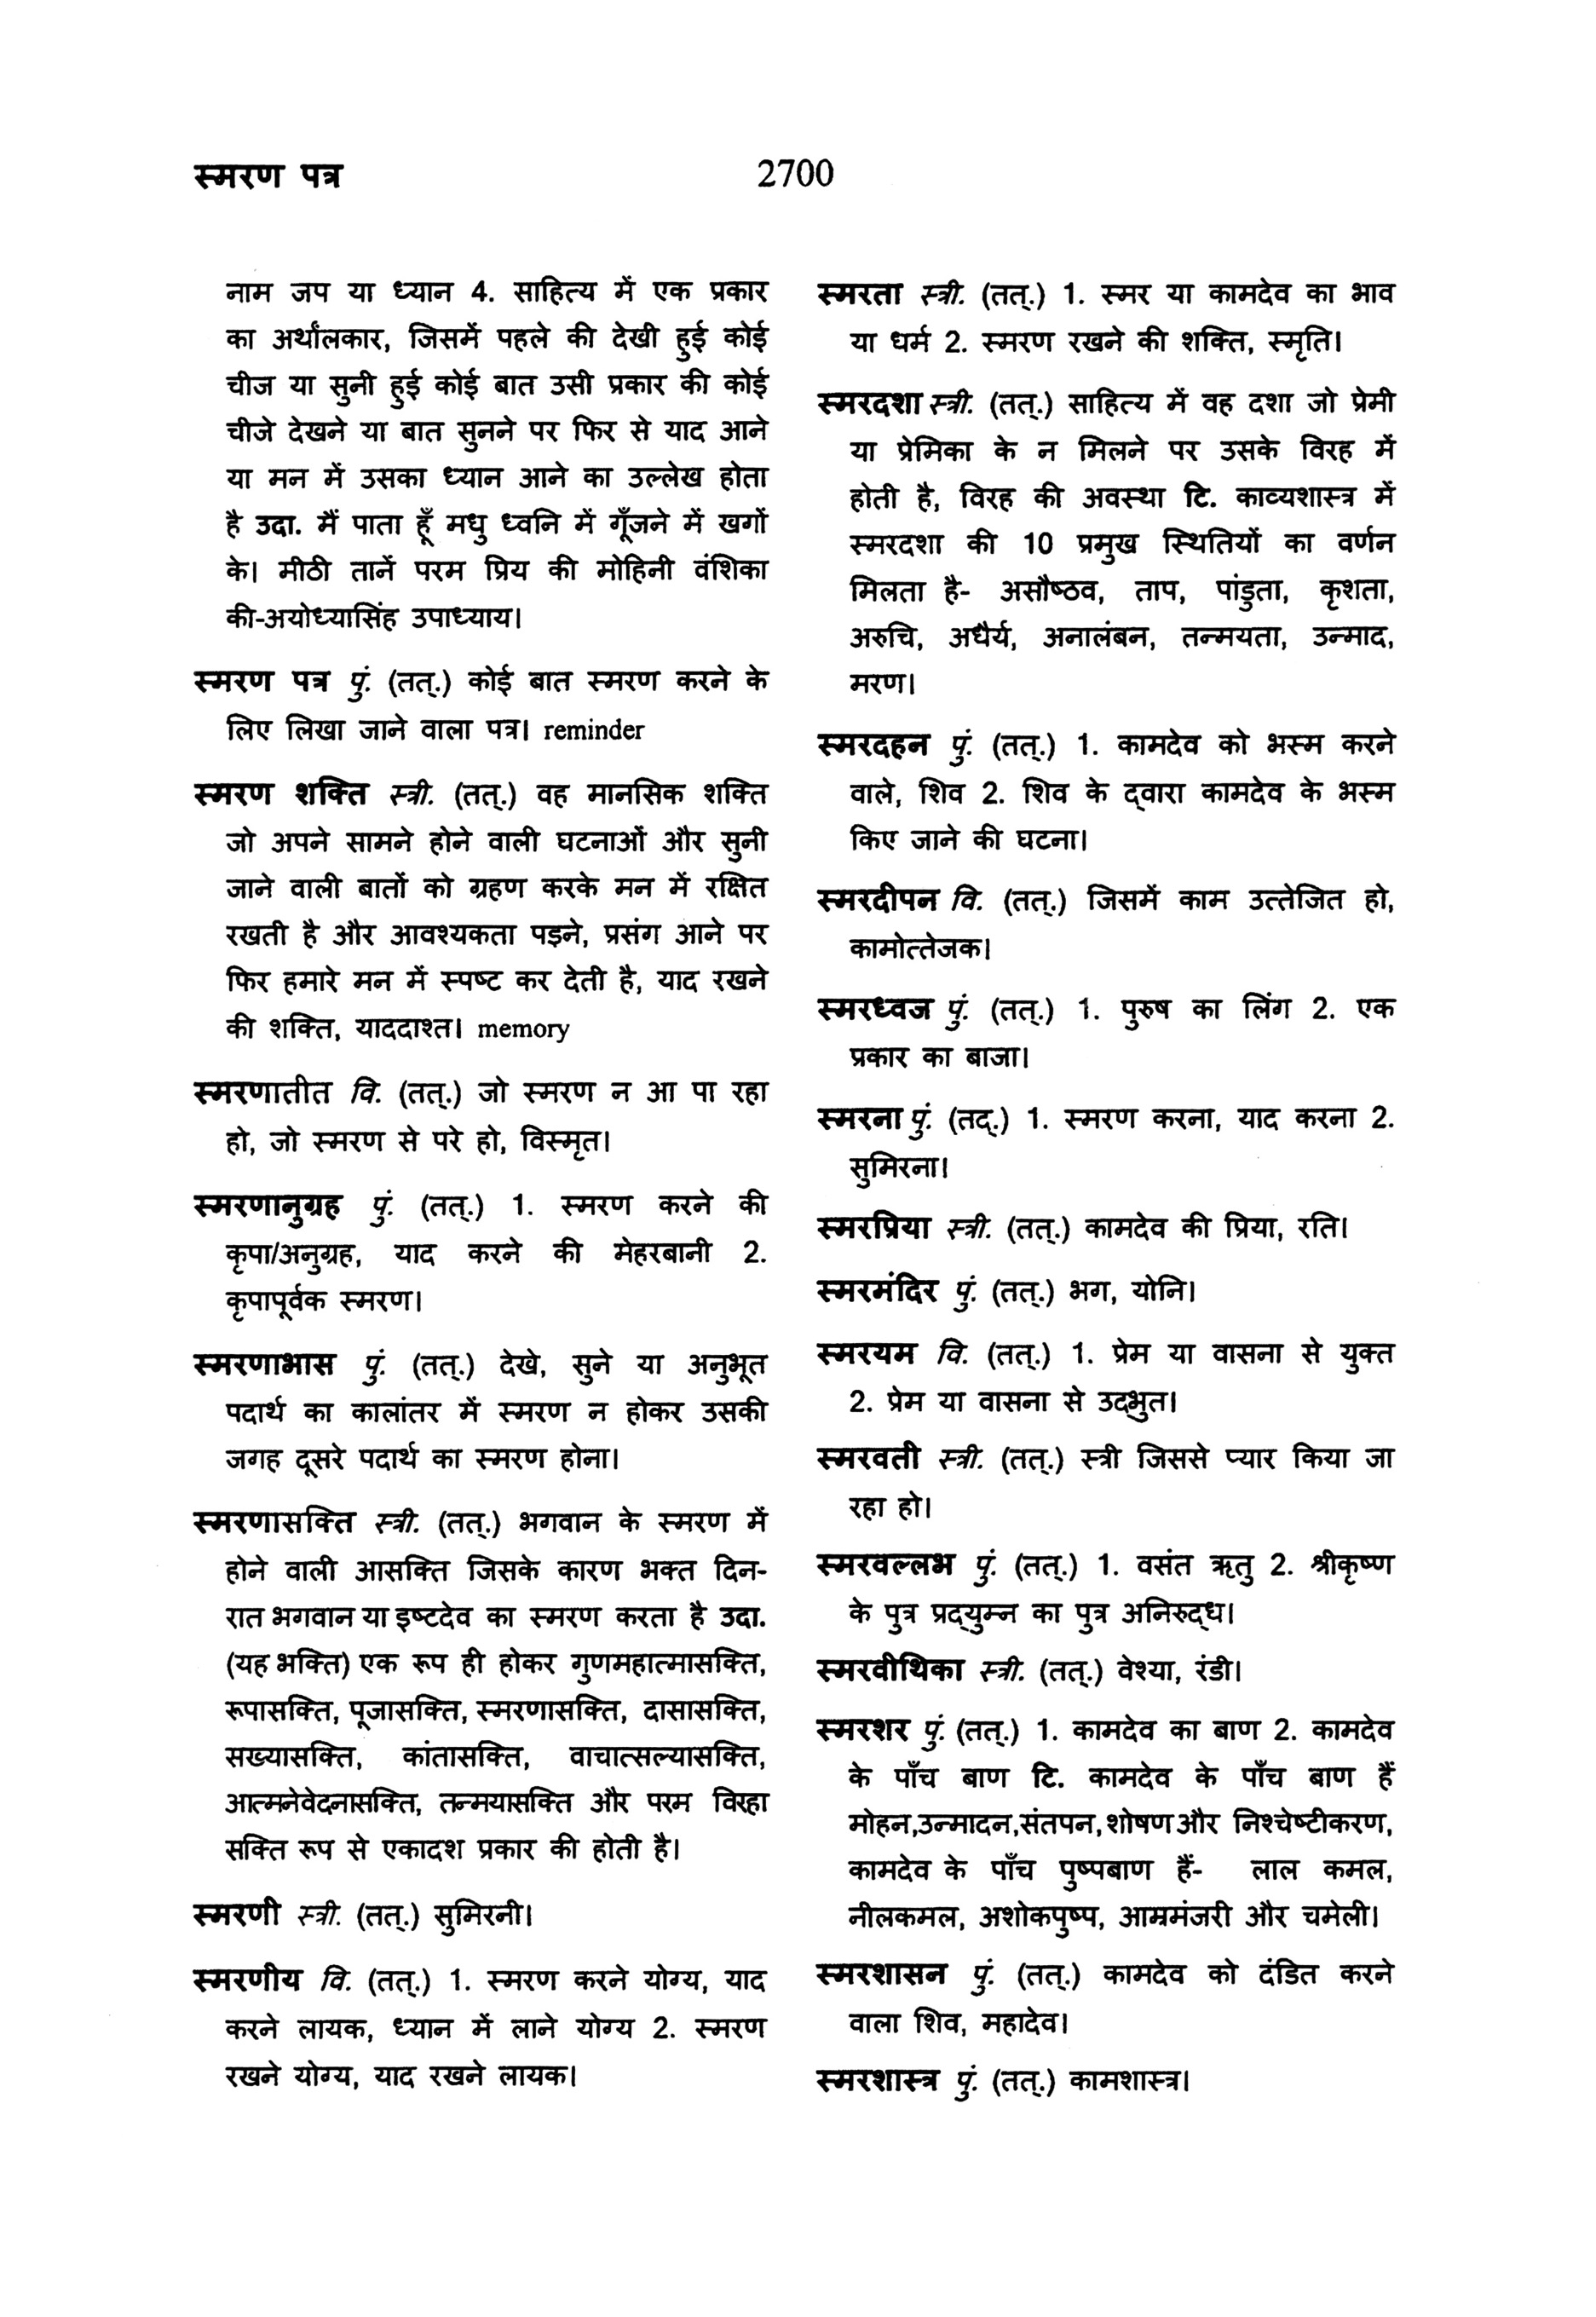 स्मरण पत्र
2700
नाम जप या ध्यान 4. साहित्य में एक प्रकार
का अर्थांलकार, जिसमें पहले की देखी हुई कोई
चीज या सुनी हुई कोई बात उसी प्रकार की कोई
चीजे देखने या बात सुनने पर फिर से याद आने
या मन में उसका ध्यान आने का उल्लेख होता
है उदा. मैं पाता हूँ मधु ध्वनि में गूँजने में खगों
के। मीठी तानें परम प्रिय की मोहिनी वंशिका
की-अयोध्यासिंह उपाध्याय।
स्मरण पत्र पुं. (तत्.) कोई बात स्मरण करने के
लिए लिखा जाने वाला पत्र। reminder
स्मरण शक्ति स्त्री. (तत्.) वह मानसिक शक्ति
जो अपने सामने होने वाली घटनाओं और सुनी
जाने वाली बातों को ग्रहण करके मन में रक्षित
रखती है और आवश्यकता पड़ने, प्रसंग आने पर
फिर हमारे मन में स्पष्ट कर देती है, याद रखने
की शक्ति, याददाश्त। memory
स्मरणातीत वि. (तत्.) जो स्मरण न आ पा रहा
हो, जो स्मरण से परे हो, विस्मृत।
स्मरणानुग्रह पुं. (तत्.) 1. स्मरण करने की
कृपा/अनुग्रह, याद करने की मेहरबानी 2.
कृपापूर्वक स्मरण।
स्मरणाभास पुं. (तत्.) देखे, सुने या अनुभूत
पदार्थ का कालांतर में स्मरण न होकर उसकी
जगह दूसरे पदार्थ का स्मरण होना।
स्मरणासक्ति स्त्री. (तत्.) भगवान के स्मरण में
होने वाली आसक्ति जिसके कारण भक्त दिन-
रात भगवान या इष्टदेव का स्मरण करता है उदा.
(यह भक्ति) एक रूप ही होकर गुणमहात्मासक्ति,
रूपासक्ति, पूजासक्ति, स्मरणासक्ति, दासासक्ति,
सख्यासक्ति, कांतासक्ति, वाचात्सल्यासक्ति,
आत्मनेवेदनासक्ति, तन्मयासक्ति और परम विरहा
सक्ति रूप से एकादश प्रकार की होती है।
स्मरणी स्त्री. (तत्.) सुमिरनी।
स्मरणीय वि. (तत्.) 1. स्मरण करने योग्य, याद
करने लायक, ध्यान में लाने योग्य 2. स्मरण
रखने योग्य, याद रखने लायक।
स्मरता स्त्री. (तत्.) 1. स्मर या कामदेव का भाव
या धर्म 2. स्मरण रखने की शक्ति, स्मृति।
स्मरदशा स्त्री. (तत्.) साहित्य में वह दशा जो प्रेमी
या प्रेमिका के न मिलने पर उसके विरह में
होती है, विरह की अवस्था टि. काव्यशास्त्र में
स्मरदशा की 10 प्रमुख स्थितियों का वर्णन
मिलता है- असौष्ठव, ताप, पांडुता, कृशता,
अरुचि, अधैर्य, अनालंबन, तन्मयता, उन्माद,
मरण।
स्मरदहन पुं. (तत्.) 1. कामदेव को भस्म करने
वाले, शिव 2. शिव के द्वारा कामदेव के भस्म
किए जाने की घटना।
स्मरदीपन वि. (तत्.) जिसमें काम उत्तेजित हो,
कामोत्तेजक।
स्मरध्वज पुं. (तत्.) 1. पुरुष का लिंग 2. एक
प्रकार का बाजा।
स्मरना पुं. (तद्.) 1. स्मरण करना, याद करना 2.
सुमिरना।
स्मरप्रिया स्त्री. (तत्.) कामदेव की प्रिया, रति।
स्मरमंदिर पुं. (तत्.) भग, योनि।
स्मरयम वि. (तत्.) 1. प्रेम या वासना से युक्त
2. प्रेम या वासना से उद्भुत।
स्मरवती स्त्री. (तत्.) स्त्री जिससे प्यार किया जा
रहा हो।
स्मरवल्लभ पुं. (तत्.) 1. वसंत ऋतु 2. श्रीकृष्ण
के पुत्र प्रद्युम्न का पुत्र अनिरुद्ध।
स्मरवीथिका स्त्री. (तत्.) वेश्या, रंडी।
स्मरशर पुं. (तत्.) 1. कामदेव का बाण 2. कामदेव
के पाँच बाण टि. कामदेव के पाँच बाण हैं
मोहन,उन्मादन,संतपन,शोषण और निश्चेष्टीकरण,
कामदेव के पाँच पुष्पबाण हैं- लाल कमल,
नीलकमल, अशोकपुष्प, आम्रमंजरी और चमेली।
स्मरशासन पुं. (तत्.) कामदेव को दंडित करने
वाला शिव, महादेव।
स्मरशास्त्र पुं. (तत्.) कामशास्त्र।